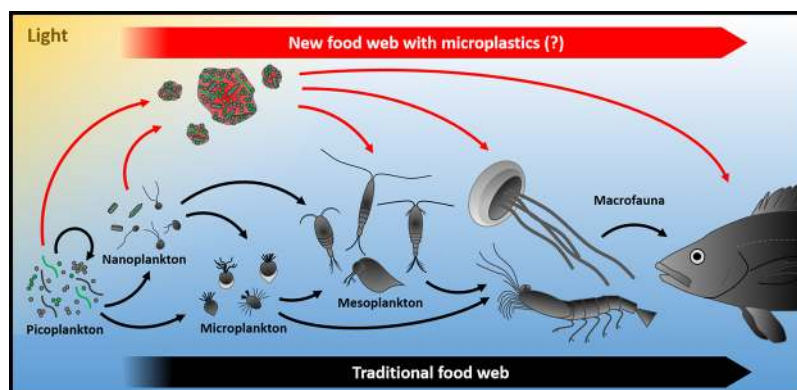 Light
New food web with microplastics (?)
Macrofauna
Nanoplankton
Picoplankton
Microplankton
Mesoplankton
Traditional food web